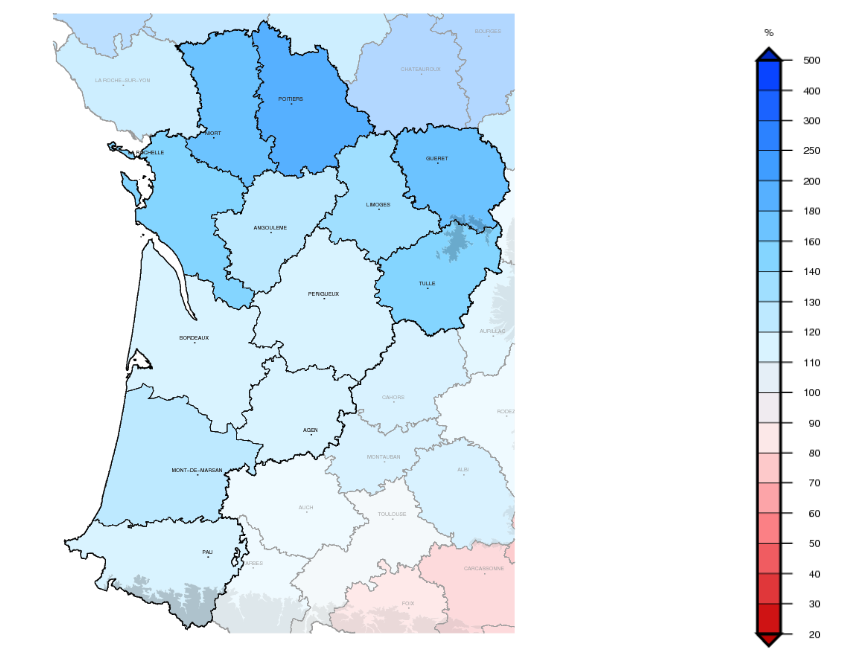 BOURGES
%
500
CHATEAUROUX
LA ROCHE-SUR-YON
400
POITIERS
300
NIORT
250
LA ROCHELLE
GUERET
200
LIMOGES
180
ANGOULEME
160
140
TULLE
PERIGUEUX
130
120
AURILLAC
BORDEAUX
110
CAHORS
100
RODEZ
90
AGEN
80
MONTAUBAN
MONT-DE-MARSAN
ALBI
70
AUCH
TOULOUSE
60
50
PAU
TARBES
CARCASSONNE
40
FOIX
30
20